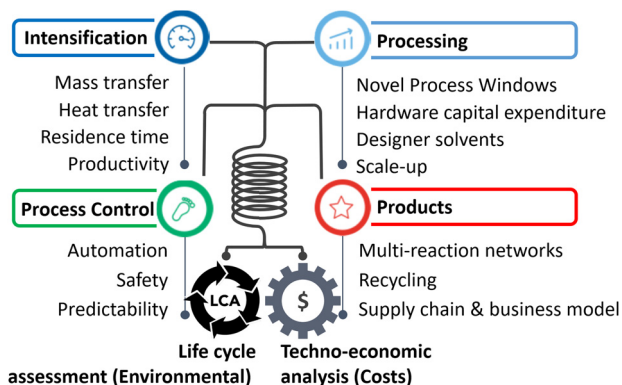 Intensification
Mass transfer
Heat transfer
Residence time
Productivity
Processing
Novel Process Windows
Hardware capital expenditure
Designer solvents
Scale-up
Process Control
Automation
Safety
Predictability
Products
Multi-reaction networks
Recycling
Supply chain & business model
LCA
$
Life cycle
assessment (Environmental)
Techno-economic
analysis (Costs)